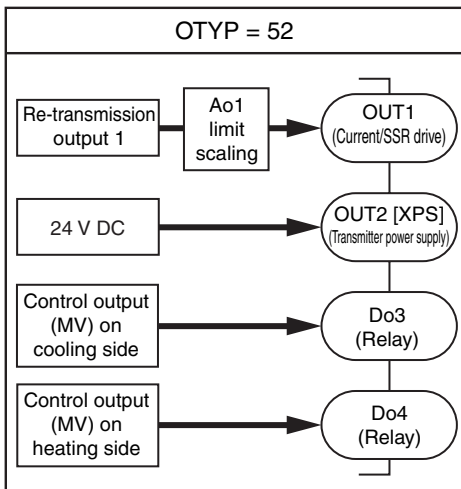 OTYP = 52
Re-transmission
output 1
Ao1
limit
scaling
OUT1
(Current/SSR drive)
24 V DC
OUT2 [XPS]
(Transmitter power supply)
Control output
(MV) on
cooling side
Do3
(Relay)
Control output
(MV) on
heating side
Do4
(Relay)